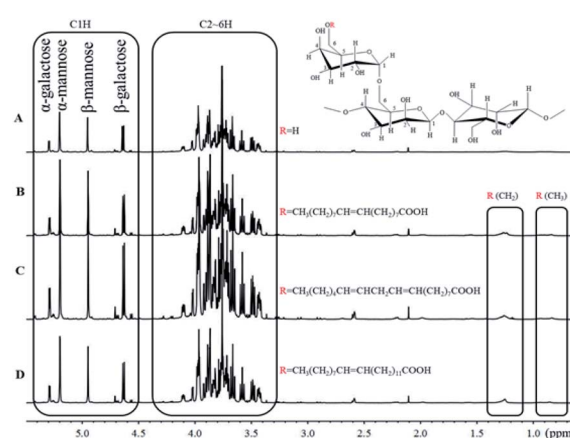 C1H
C2~6H
α-galactose
α-mannose
β-mannose
β-galactose
A
R=H
B
R=CH₃(CH₂)₇CH=CH(CH₂)₇COOH
R (CH₂)
R (CH₃)
C
R=CH₃(CH₂)₄CH=CHCH₂CH=CH(CH₂)₇COOH
D
R=CH₃(CH₂)₇CH=CH(CH₂)₁₁COOH
5.0 4.5 4.0 3.5 3.0 2.5 2.0 1.5 1.0 (ppm)